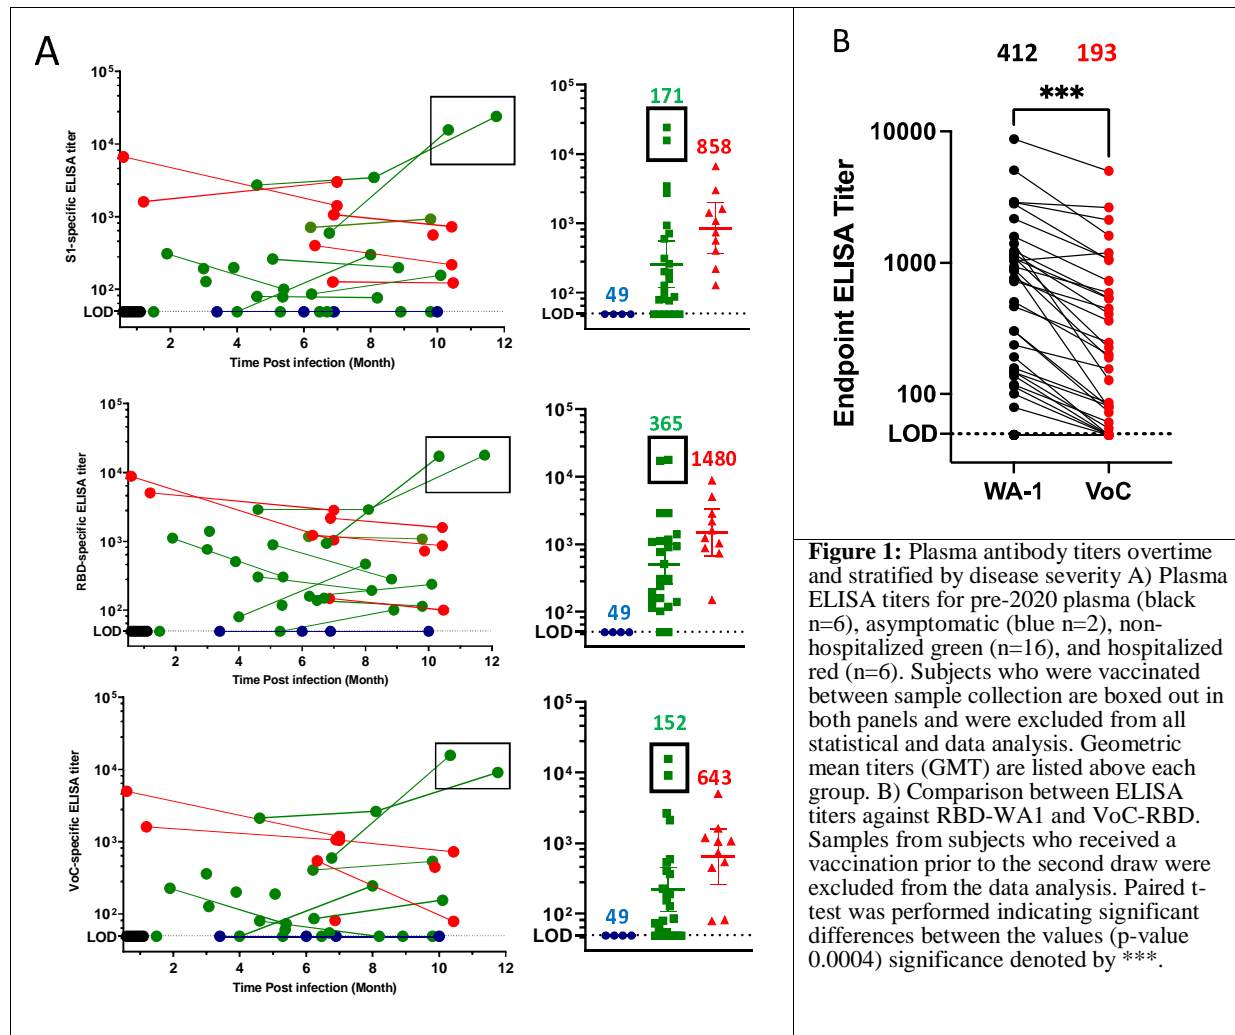 A
10⁵
10⁴
10³
10²
LOD
S1-specific ELISA titer
2
4
6
8
10
12
Time Post infection (Month)
10⁵
10⁴
10³
10²
LOD
49
171
858
10⁵
10⁴
10³
10²
LOD
RBD-specific ELISA titer
2
4
6
8
10
12
Time Post infection (Month)
10⁵
10⁴
10³
10²
LOD
49
365
1480
10⁵
10⁴
10³
10²
LOD
VoC-specific ELISA titer
2
4
6
8
10
12
Time Post infection (Month)
10⁵
10⁴
10³
10²
LOD
49
152
643
B
412 193
***
10000
1000
100
LOD
Endpoint ELISA Titer
WA-1 VoC
Figure 1: Plasma antibody titers overtime
and stratified by disease severity A) Plasma
ELISA titers for pre-2020 plasma (black
n=6), asymptomatic (blue n=2), non-
hospitalized green (n=16), and hospitalized
red (n=6). Subjects who were vaccinated
between sample collection are boxed out in
both panels and were excluded from all
statistical and data analysis. Geometric
mean titers (GMT) are listed above each
group. B) Comparison between ELISA
titers against RBD-WA1 and VoC-RBD.
Samples from subjects who received a
vaccination prior to the second draw were
excluded from the data analysis. Paired t-
test was performed indicating significant
differences between the values (p-value
0.0004) significance denoted by ***.